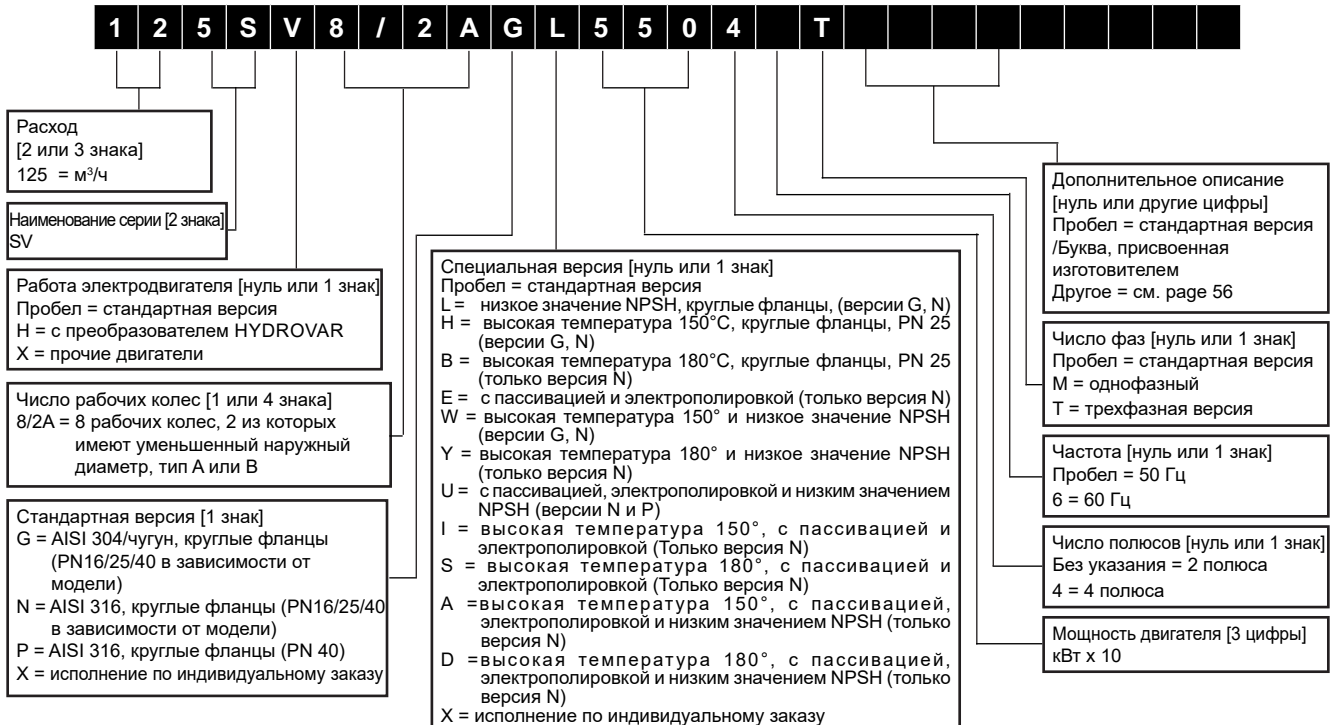 125SV8/2AGL5504 T
Расход
[2 или 3 знака]
125 = м³/ч
Наименование серии [2 знака]
SV
Работа электродвигателя [нуль или 1 знак]
Пробел = стандартная версия
H = с преобразователем HYDROVAR
X = прочие двигатели
Число рабочих колес [1 или 4 знака]
8/2A = 8 рабочих колес, 2 из которых
имеют уменьшенный наружный
диаметр, тип A или B
Стандартная версия [1 знак]
G = AISI 304/чугун, круглые фланцы
(PN16/25/40 в зависимости от
модели)
N = AISI 316, круглые фланцы (PN16/25/40
в зависимости от модели)
P = AISI 316, круглые фланцы (PN 40)
X = исполнение по индивидуальному заказу
Специальная версия [нуль или 1 знак]
Пробел = стандартная версия
L = низкое значение NPSH, круглые фланцы, (версии G, N)
H = высокая температура 150°C, круглые фланцы, PN 25
(версии G, N)
B = высокая температура 180°C, круглые фланцы, PN 25
(только версия N)
E = с пассивацией и электрополировкой (только версия N)
W = высокая температура 150° и низкое значение NPSH
(версии G, N)
Y = высокая температура 180° и низкое значение NPSH
(только версия N)
U = с пассивацией, электрополировкой и низким значением
NPSH (версии N и P)
I = высокая температура 150°, с пассивацией и
электрополировкой (Только версия N)
S = высокая температура 180°, с пассивацией и
электрополировкой (Только версия N)
A =высокая температура 150°, с пассивацией,
электрополировкой и низким значением NPSH (только
версия N)
D =высокая температура 180°, с пассивацией,
электрополировкой и низким значением NPSH (только
версия N)
X = исполнение по индивидуальному заказу
Дополнительное описание
[нуль или другие цифры]
Пробел = стандартная версия
/Буква, присвоенная
изготовителем
Другое = см. page 56
Число фаз [нуль или 1 знак]
Пробел = стандартная версия
M = однофазный
T = трехфазная версия
Частота [нуль или 1 знак]
Пробел = 50 Гц
6 = 60 Гц
Число полюсов [нуль или 1 знак]
Без указания = 2 полюса
4 = 4 полюса
Мощность двигателя [3 цифры]
кВт x 10